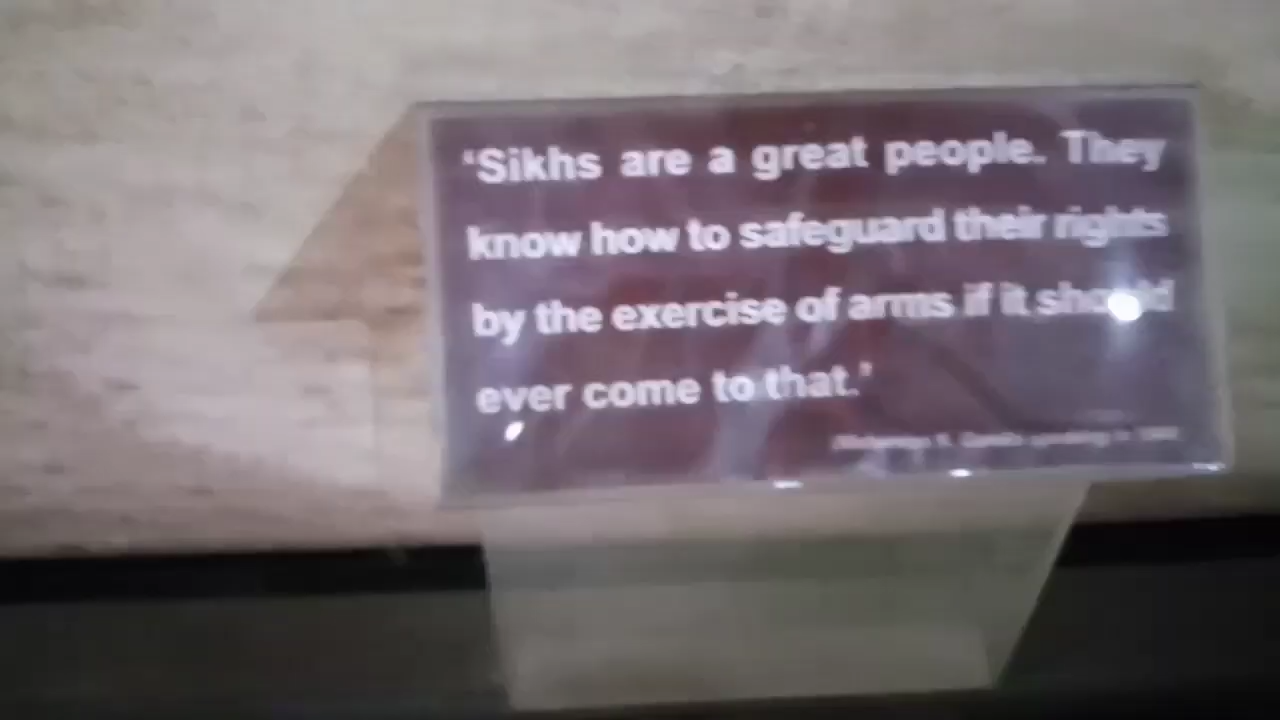 ‘Sikhs are a great people. They
know how to safeguard their rights
by the exercise of arms if it should
ever come to that.’